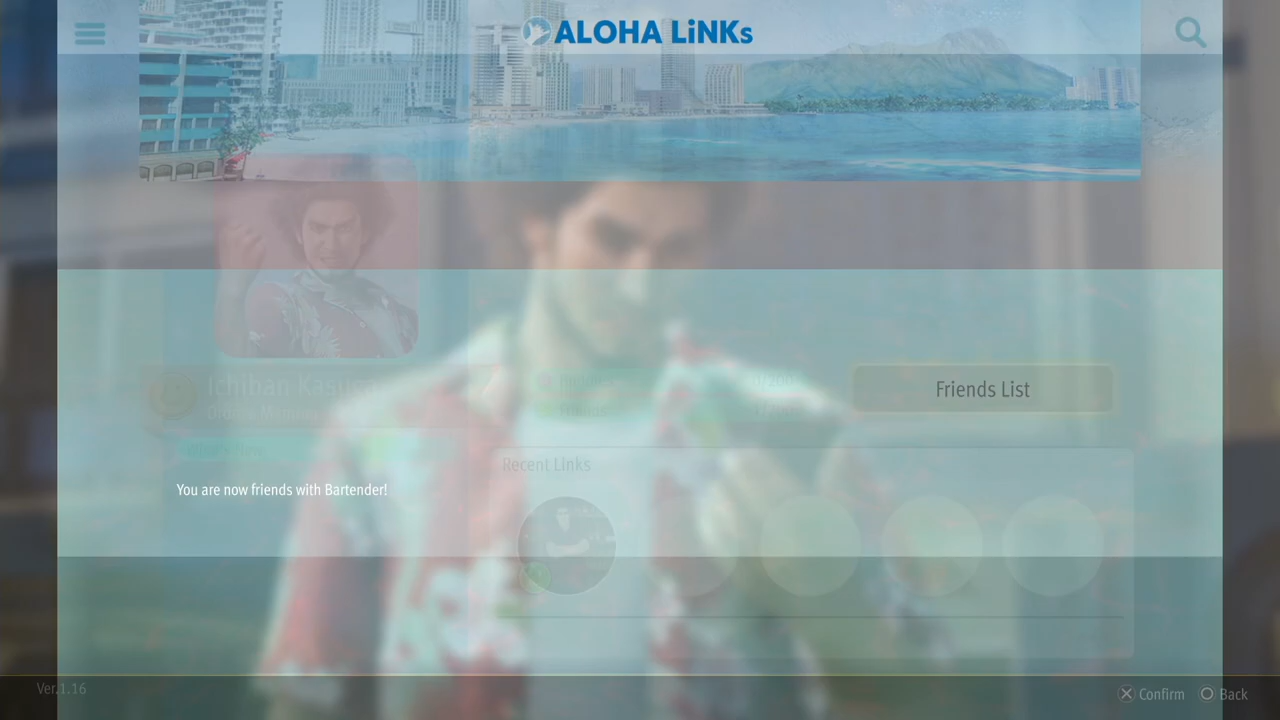 ALOHA LiNKs
Ichiban Kasuga
Friends
Friends List
Recent Links
You are now friends with Bartender!
Ver.1.16
Confirm
Back